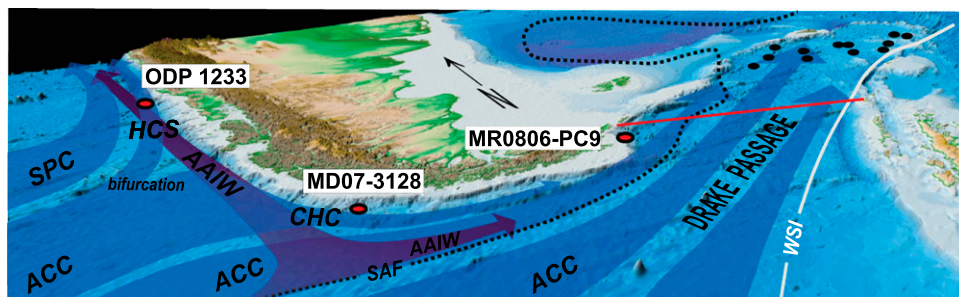 ODP 1233
HCS
SPC
AAIW
bifurcation
MD07-3128
CHC
MR0806-PC9
N
DRAKE PASSAGE
WSI
AAIW
SAF
ACC
ACC
ACC